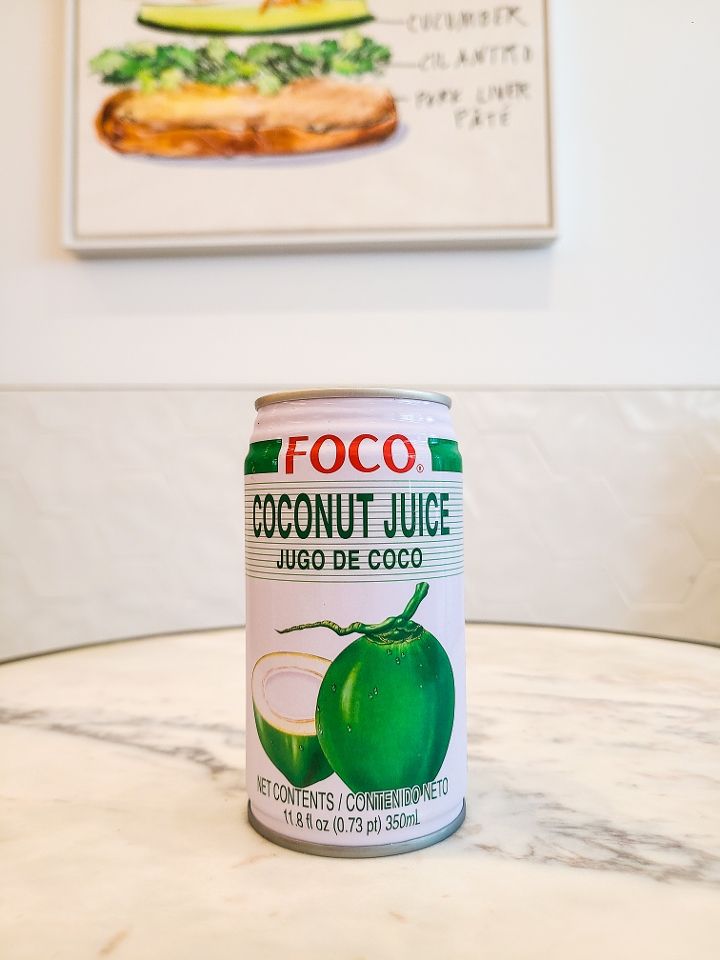 CUCUMBER
CILANTRO
PORK LIVER
PÂTÉ
FOCO®
COCONUT JUICE
JUGO DE COCO
NET CONTENTS / CONTENIDO NETO
11.8 fl oz (0.73 pt) 350mL